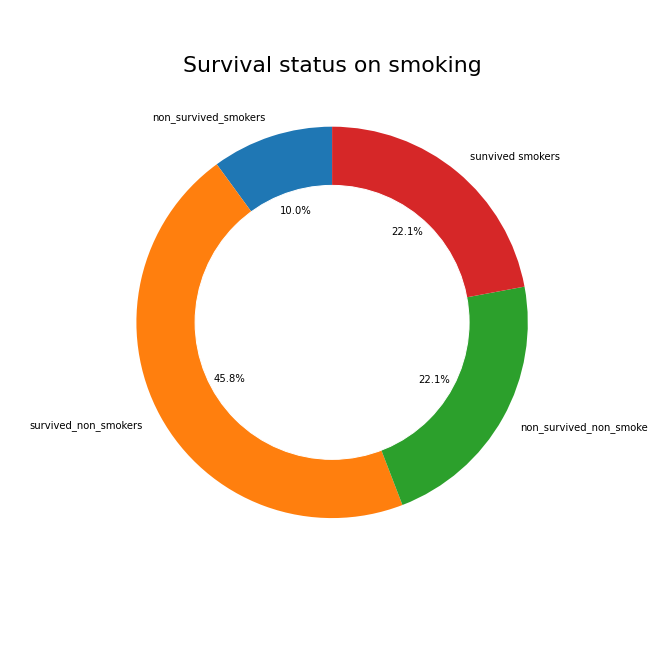 Survival status on smoking
non_survived_smokers
sunvived smokers
10.0%
22.1%
45.8%
22.1%
survived_non_smokers
non_survived_non_smoke